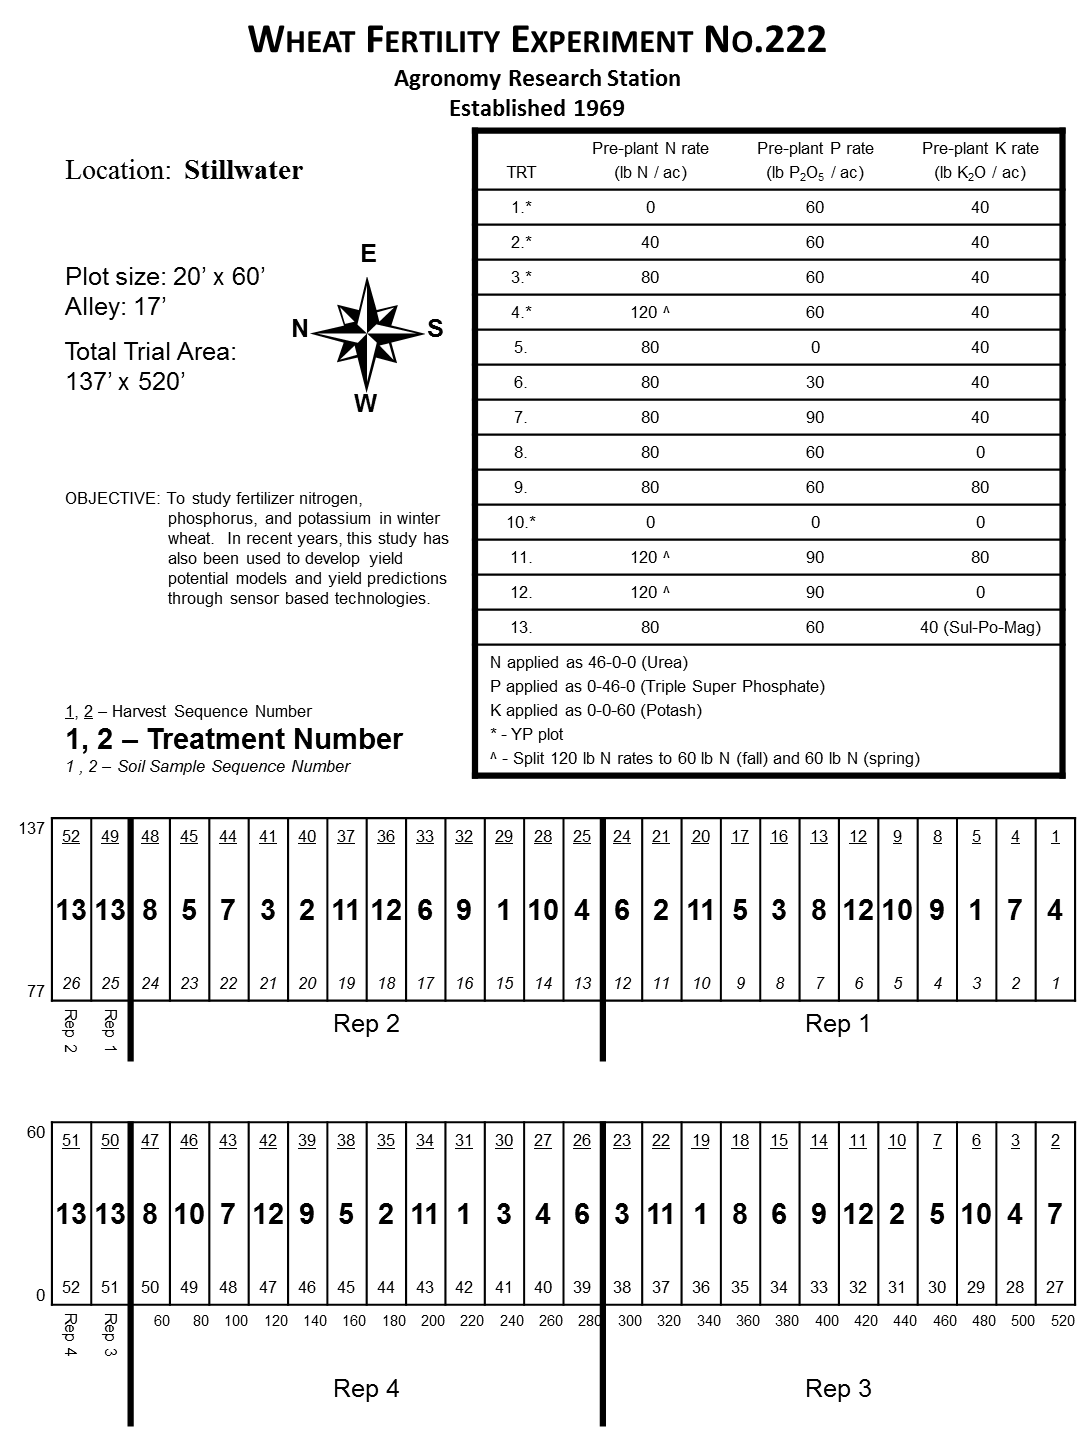 WHEAT FERTILITY EXPERIMENT NO.222
Agronomy Research Station
Established 1969
Location: Stillwater
E
N S
W
Plot size: 20’ x 60’
Alley: 17’
Total Trial Area:
137’ x 520’
OBJECTIVE: To study fertilizer nitrogen,
phosphorus, and potassium in winter
wheat. In recent years, this study has
also been used to develop yield
potential models and yield predictions
through sensor based technologies.
1, 2 – Harvest Sequence Number
1, 2 – Treatment Number
1 , 2 – Soil Sample Sequence Number
Pre-plant N rate Pre-plant P rate Pre-plant K rate
TRT (lb N / ac) (lb P2O5 / ac) (lb K2O / ac)
1.* 0 60 40
2.* 40 60 40
3.* 80 60 40
4.* 120 ^ 60 40
5. 80 0 40
6. 80 30 40
7. 80 90 40
8. 80 60 0
9. 80 60 80
10.* 0 0 0
11. 120 ^ 90 80
12. 120 ^ 90 0
13. 80 60 40 (Sul-Po-Mag)
N applied as 46-0-0 (Urea)
P applied as 0-46-0 (Triple Super Phosphate)
K applied as 0-0-60 (Potash)
* - YP plot
^ - Split 120 lb N rates to 60 lb N (fall) and 60 lb N (spring)
137 52 49 48 45 44 41 40 37 36 33 32 29 28 25 24 21 20 17 16 13 12 9 8 5 4 1
13 13 8 5 7 3 2 11 12 6 9 1 10 4 6 2 11 5 3 8 12 10 9 1 7 4
77 26 25 24 23 22 21 20 19 18 17 16 15 14 13 12 11 10 9 8 7 6 5 4 3 2 1
Rep 2 Rep 1 Rep 2 Rep 1
60 51 50 47 46 43 42 39 38 35 34 31 30 27 26 23 22 19 18 15 14 11 10 7 6 3 2
13 13 8 10 7 12 9 5 2 11 1 3 4 6 3 11 1 8 6 9 12 2 5 10 4 7
0 52 51 50 49 48 47 46 45 44 43 42 41 40 39 38 37 36 35 34 33 32 31 30 29 28 27
60 80 100 120 140 160 180 200 220 240 260 280 300 320 340 360 380 400 420 440 460 480 500 520
Rep 4 Rep 3
Rep 4 Rep 3